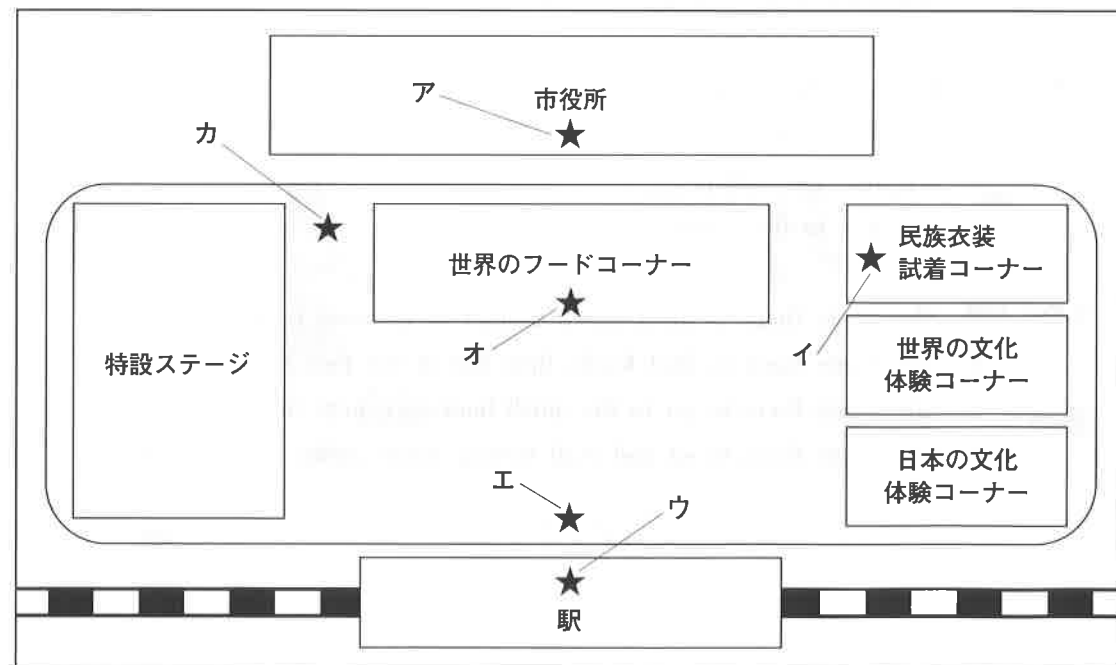 ア
市役所
カ
世界のフードコーナー
民族衣装
試着コーナー
特設ステージ
オ
イ
世界の文化
体験コーナー
日本の文化
体験コーナー
エ
ウ
駅